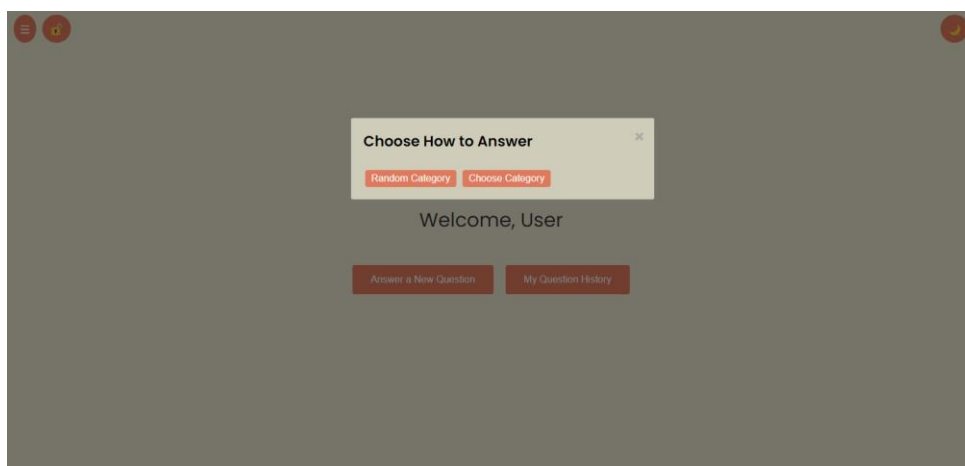 Choose How to Answer ×
Random Category Choose Category
Welcome, User
Answer a New Question My Question History